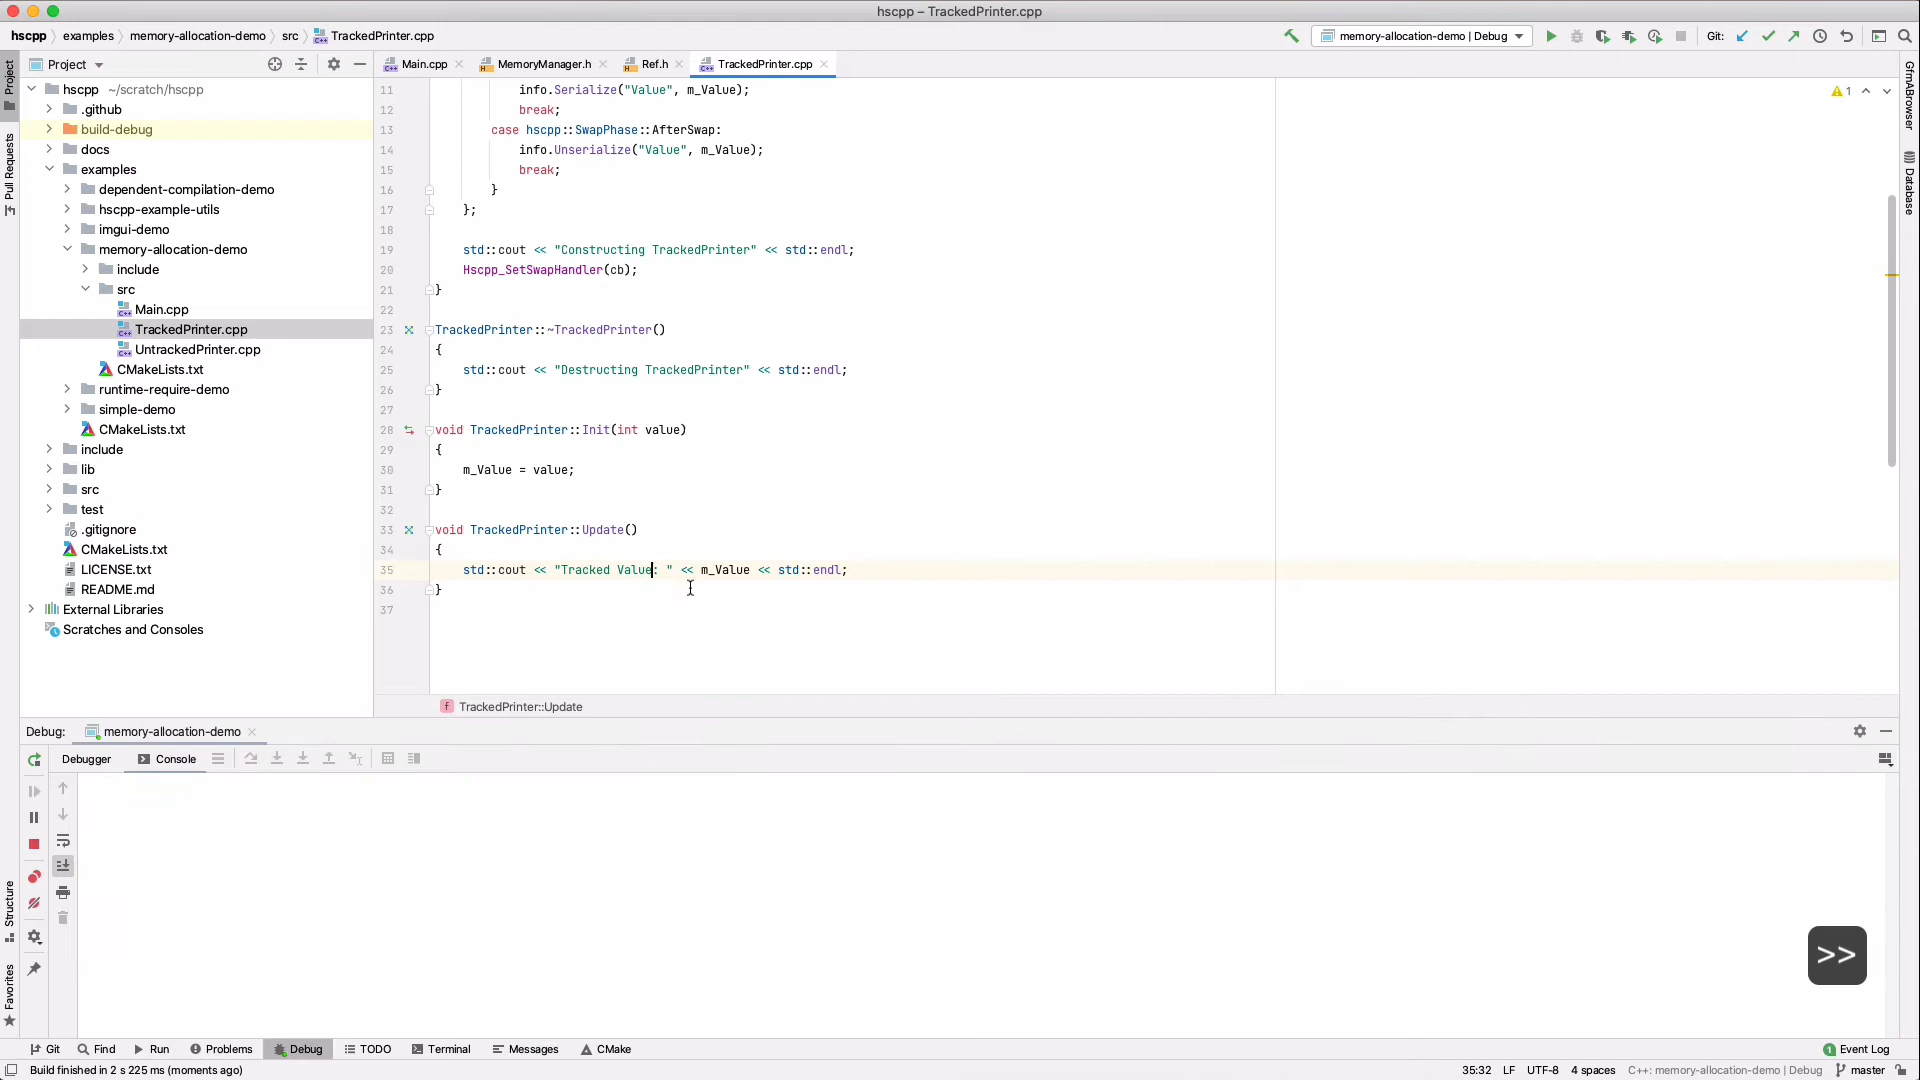 hscpp – TrackedPrinter.cpp
hscpp examples memory-allocation-demo src TrackedPrinter.cpp
memory-allocation-demo | Debug
Git:
Project
Main.cpp
MemoryManager.h
Ref.h
TrackedPrinter.cpp
Project
Pull Requests
Structure
Favorites
GfmABrowser
Database
hscpp ~/scratch/hscpp
.github
build-debug
docs
examples
dependent-compilation-demo
hscpp-example-utils
imgui-demo
memory-allocation-demo
include
src
Main.cpp
TrackedPrinter.cpp
UntrackedPrinter.cpp
CMakeLists.txt
runtime-require-demo
simple-demo
CMakeLists.txt
include
lib
src
test
.gitignore
CMakeLists.txt
LICENSE.txt
README.md
External Libraries
Scratches and Consoles
1
11 info.Serialize("Value", m_Value);
12 break;
13 case hscpp::SwapPhase::AfterSwap:
14 info.Unserialize("Value", m_Value);
15 break;
16 }
17 };
18
19 std::cout << "Constructing TrackedPrinter" << std::endl;
20 Hscpp_SetSwapHandler(cb);
21 }
22
23 TrackedPrinter::~TrackedPrinter()
24 {
25 std::cout << "Destructing TrackedPrinter" << std::endl;
26 }
27
28 void TrackedPrinter::Init(int value)
29 {
30 m_Value = value;
31 }
32
33 void TrackedPrinter::Update()
34 {
35 std::cout << "Tracked Value: " << m_Value << std::endl;
36 }
37
f TrackedPrinter::Update
Debug: memory-allocation-demo
Debugger Console
>>
Git Find Run Problems Debug TODO Terminal Messages CMake
1 Event Log
Build finished in 2 s 225 ms (moments ago)
35:32 LF UTF-8 4 spaces C++: memory-allocation-demo | Debug master